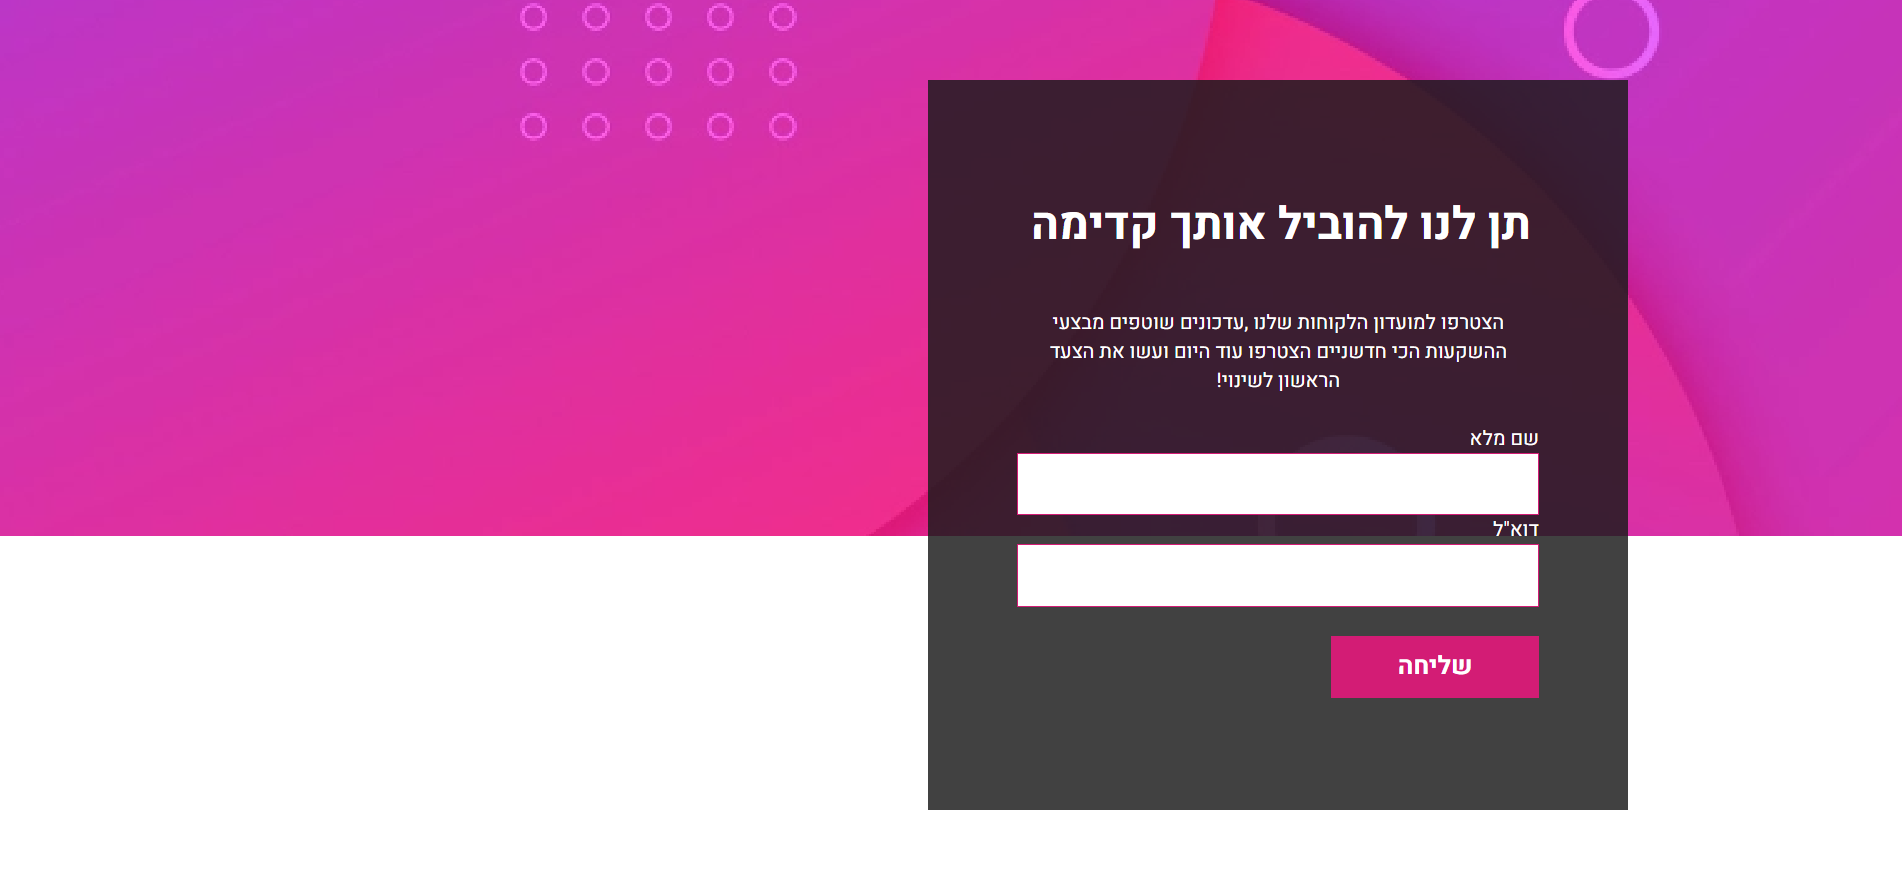 תן לנו להוביל אותך קדימה
הצטרפו למועדון הלקוחות שלנו ,עדכונים שוטפים מבצעי
ההשקעות הכי חדשניים הצטרפו עוד היום ועשו את הצעד
הראשון לשינוי!
שם מלא
דוא"ל
שליחה